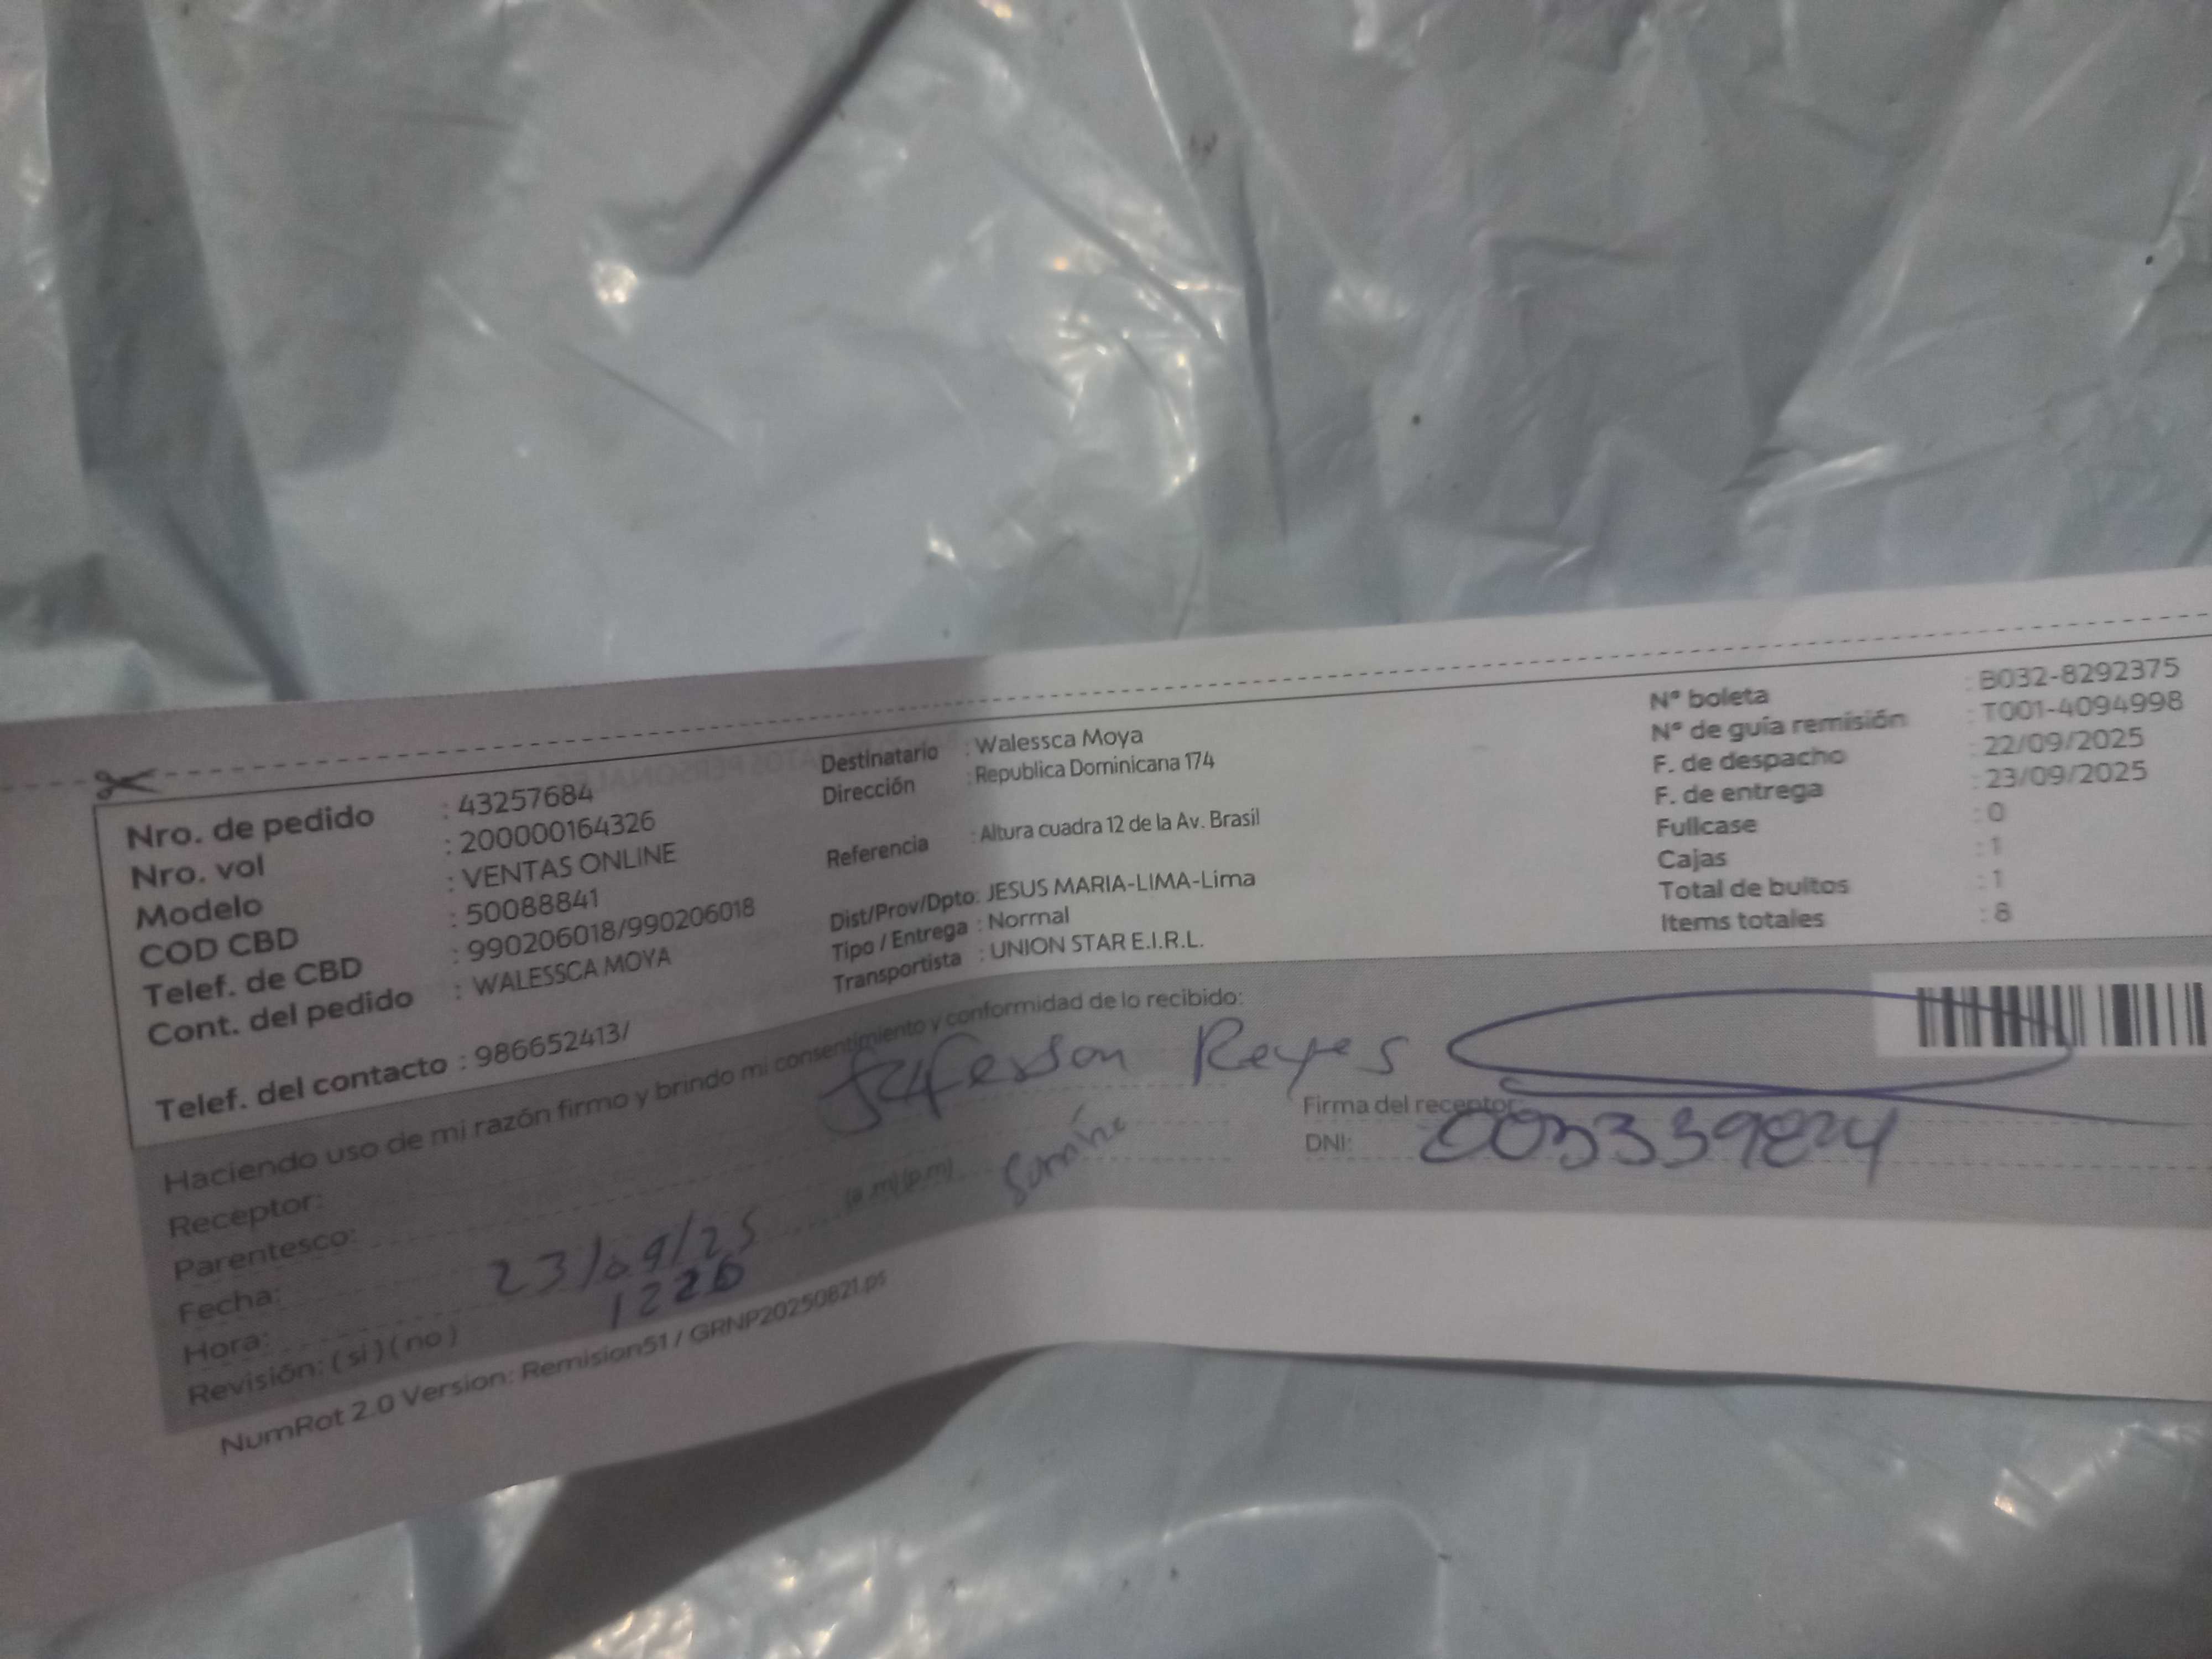 Nro. de pedido : 43257684
Nro. vol : 200000164326
Modelo : VENTAS ONLINE
COD CBD : 50088841
Telef. de CBD : 990206018/990206018
Cont. del pedido : WALESSCA MOYA
Telef. del contacto : 986652413/
Destinatario : Walessca Moya
Dirección : Republica Dominicana 174
Referencia : Altura cuadra 12 de la Av. Brasil
Dist/Prov/Dpto: JESUS MARIA-LIMA-Lima
Tipo / Entrega : Normal
Transportista : UNION STAR E.I.R.L.
N° boleta : B032-8292375
N° de guía remisión : T001-4094998
F. de despacho : 22/09/2025
F. de entrega : 23/09/2025
Fullcase : 0
Cajas : 1
Total de bultos : 1
Items totales : 8
Haciendo uso de mi razón firmo y brindo mi consentimiento y conformidad de lo recibido:
Receptor: Jefferson Reyes
Parentesco:
Fecha: 23/09/25 (a.m)(p.m)
Hora: 1226
Revisión: ( si ) ( no )
Firma del receptor
DNI: 003339824
NumRot 2.0 Version: Remision51 / GRNP20250821.ps